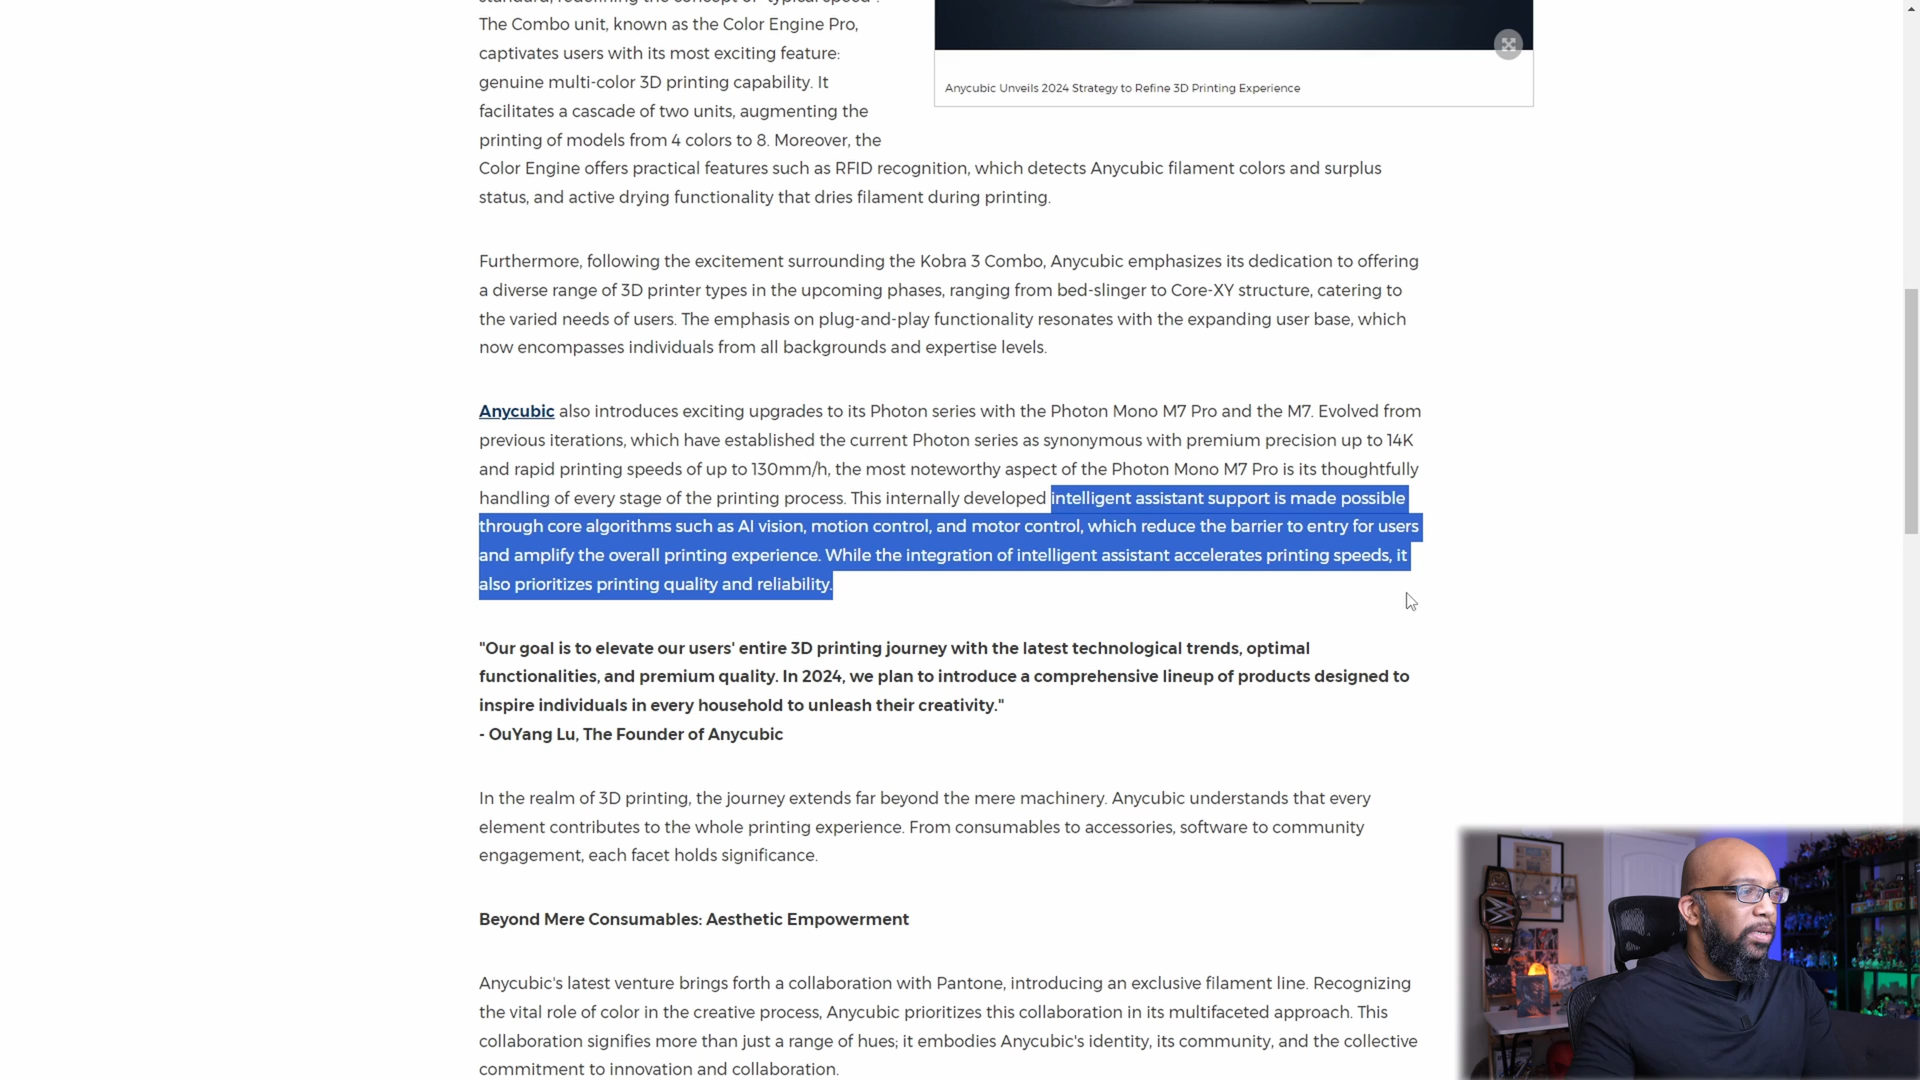 standard, redefining the concept of "typical speed".
The Combo unit, known as the Color Engine Pro,
captivates users with its most exciting feature:
genuine multi-color 3D printing capability. It
facilitates a cascade of two units, augmenting the
printing of models from 4 colors to 8. Moreover, the
Color Engine offers practical features such as RFID recognition, which detects Anycubic filament colors and surplus
status, and active drying functionality that dries filament during printing.
Anycubic Unveils 2024 Strategy to Refine 3D Printing Experience
Furthermore, following the excitement surrounding the Kobra 3 Combo, Anycubic emphasizes its dedication to offering
a diverse range of 3D printer types in the upcoming phases, ranging from bed-slinger to Core-XY structure, catering to
the varied needs of users. The emphasis on plug-and-play functionality resonates with the expanding user base, which
now encompasses individuals from all backgrounds and expertise levels.
Anycubic also introduces exciting upgrades to its Photon series with the Photon Mono M7 Pro and the M7. Evolved from
previous iterations, which have established the current Photon series as synonymous with premium precision up to 14K
and rapid printing speeds of up to 130mm/h, the most noteworthy aspect of the Photon Mono M7 Pro is its thoughtfully
handling of every stage of the printing process. This internally developed intelligent assistant support is made possible
through core algorithms such as AI vision, motion control, and motor control, which reduce the barrier to entry for users
and amplify the overall printing experience. While the integration of intelligent assistant accelerates printing speeds, it
also prioritizes printing quality and reliability.
"Our goal is to elevate our users' entire 3D printing journey with the latest technological trends, optimal
functionalities, and premium quality. In 2024, we plan to introduce a comprehensive lineup of products designed to
inspire individuals in every household to unleash their creativity."
- OuYang Lu, The Founder of Anycubic
In the realm of 3D printing, the journey extends far beyond the mere machinery. Anycubic understands that every
element contributes to the whole printing experience. From consumables to accessories, software to community
engagement, each facet holds significance.
Beyond Mere Consumables: Aesthetic Empowerment
Anycubic's latest venture brings forth a collaboration with Pantone, introducing an exclusive filament line. Recognizing
the vital role of color in the creative process, Anycubic prioritizes this collaboration in its multifaceted approach. This
collaboration signifies more than just a range of hues; it embodies Anycubic's identity, its community, and the collective
commitment to innovation and collaboration.